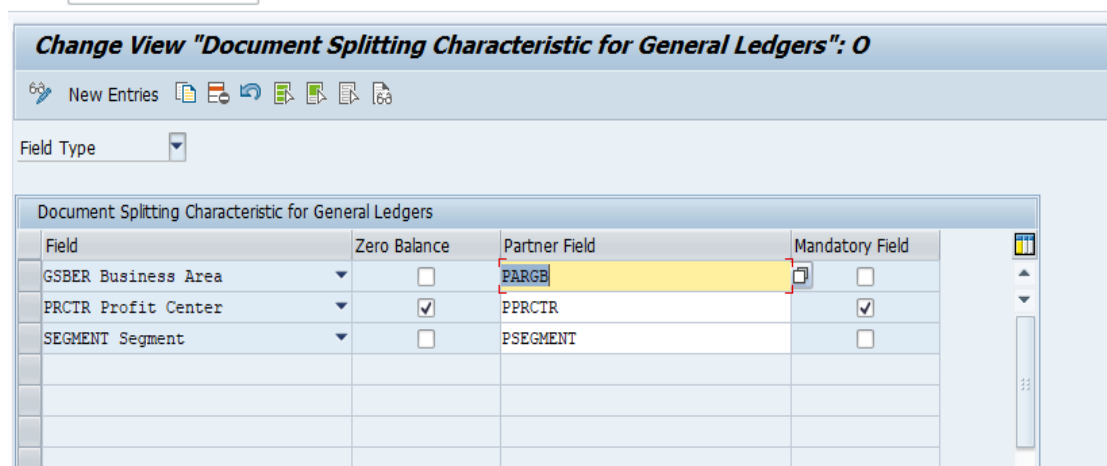 Change View "Document Splitting Characteristic for General Ledgers": O
New Entries
Field Type
Document Splitting Characteristic for General Ledgers
Field Zero Balance Partner Field Mandatory Field
GSBER Business Area PARGB
PRCTR Profit Center PPRCTR
SEGMENT Segment PSEGMENT